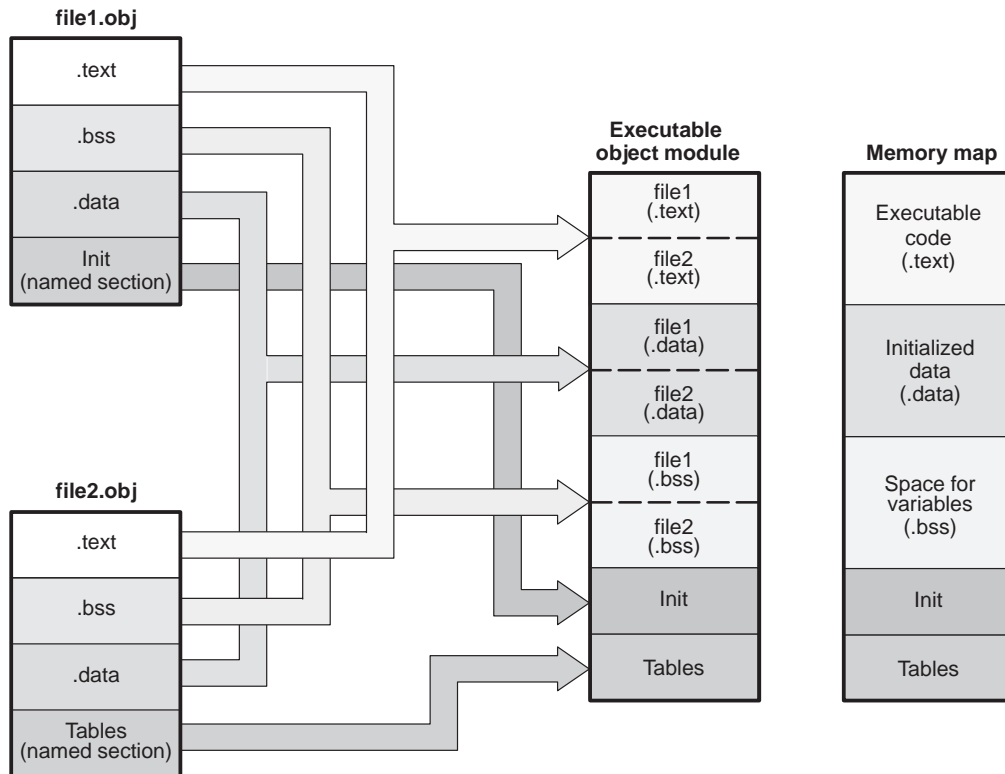 file1.obj
.text
.bss
.data
Init
(named section)
file2.obj
.text
.bss
.data
Tables
(named section)
Executable
object module
file1
(.text)
file2
(.text)
file1
(.data)
file2
(.data)
file1
(.bss)
file2
(.bss)
Init
Tables
Memory map
Executable
code
(.text)
Initialized
data
(.data)
Space for
variables
(.bss)
Init
Tables